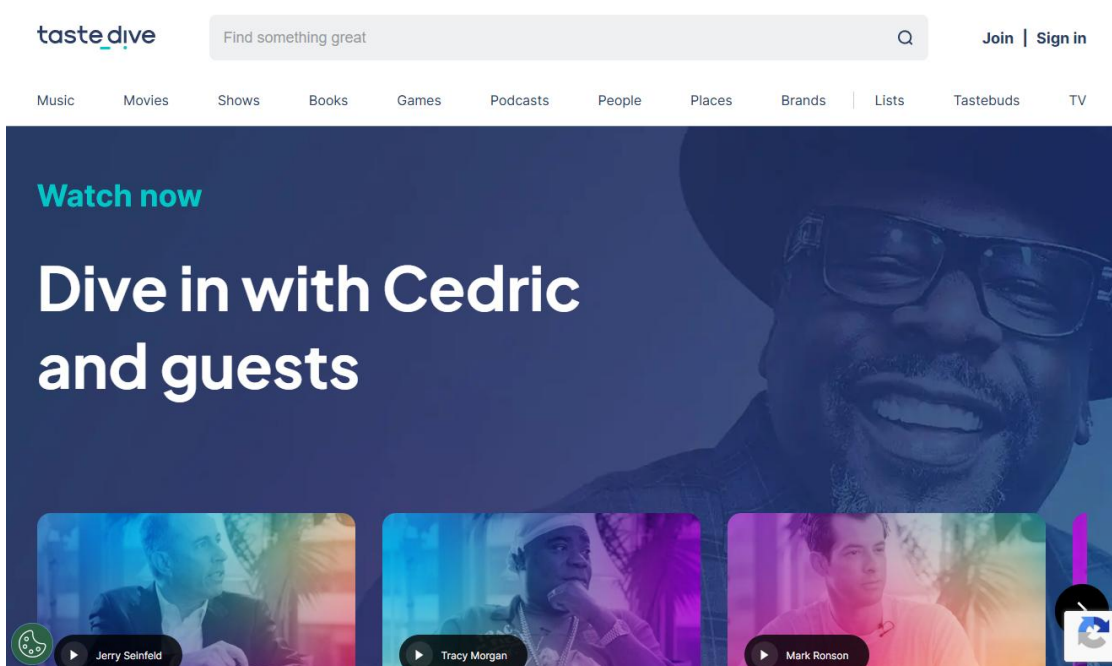 taste dive
Find something great
Join | Sign in
Music Movies Shows Books Games Podcasts People Places Brands | Lists Tastebuds TV
Watch now
Dive in with Cedric
and guests
Jerry Seinfeld Tracy Morgan Mark Ronson